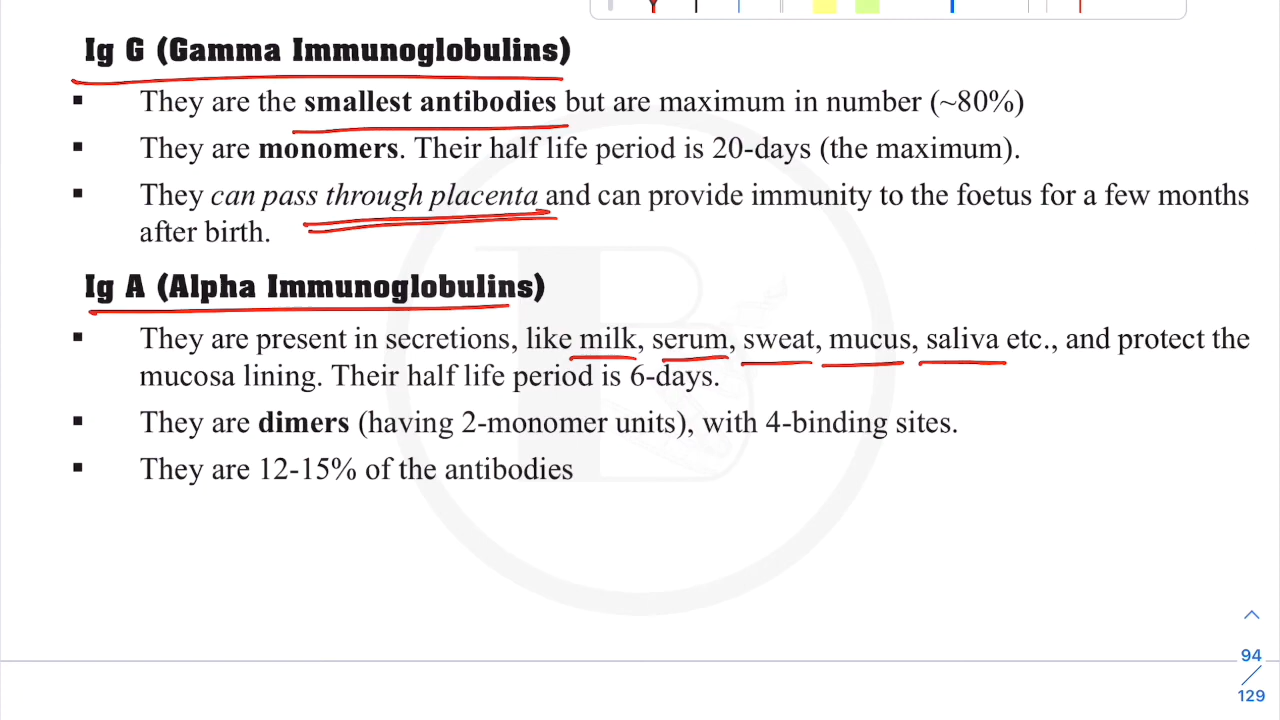 Ig G (Gamma Immunoglobulins)
▪ They are the smallest antibodies but are maximum in number (~80%)
▪ They are monomers. Their half life period is 20-days (the maximum).
▪ They can pass through placenta and can provide immunity to the foetus for a few months
after birth.
Ig A (Alpha Immunoglobulins)
▪ They are present in secretions, like milk, serum, sweat, mucus, saliva etc., and protect the
mucosa lining. Their half life period is 6-days.
▪ They are dimers (having 2-monomer units), with 4-binding sites.
▪ They are 12-15% of the antibodies
94
129